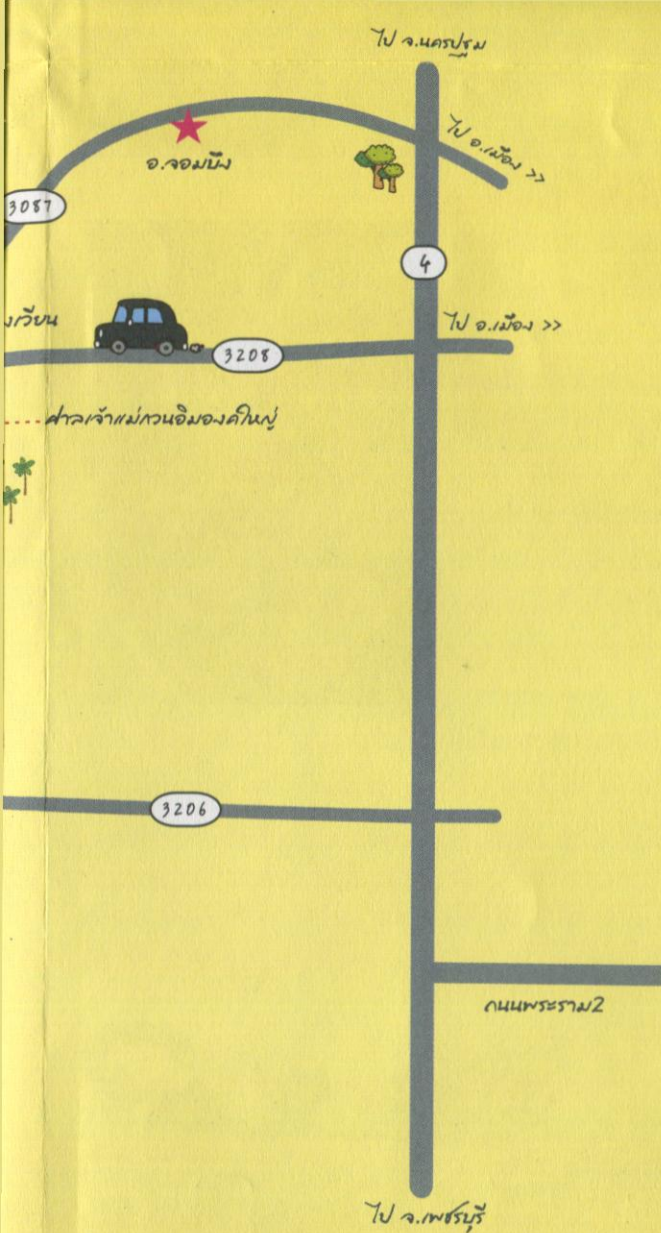 ไป จ.นครปฐม
ไป อ.เมือง >>
อ.จอมบึง
3087
4
งเวียน
ไป อ.เมือง >>
3208
ศาลเจ้าแม่กวนอิมองค์ใหญ่
3206
ถนนพระราม2
ไป จ.เพชรบุรี